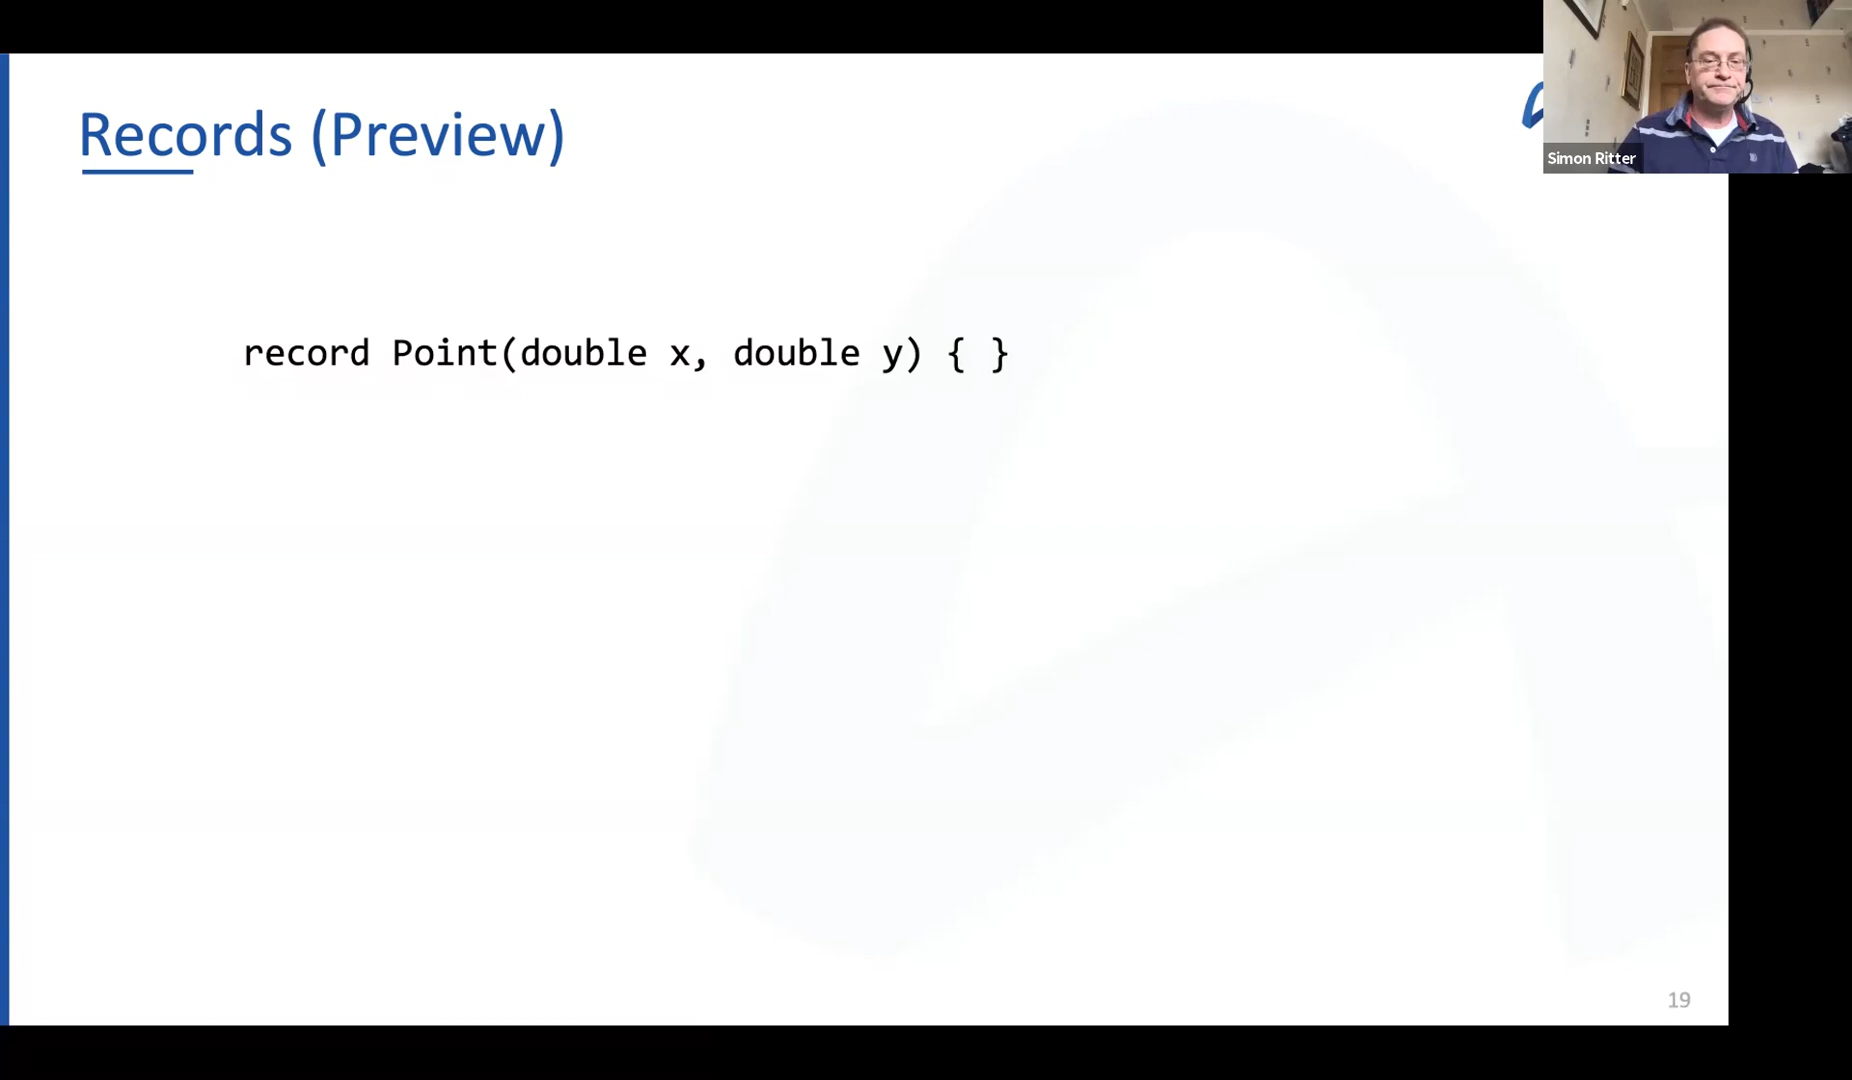 Records (Preview)
Simon Ritter
record Point(double x, double y) { }
19